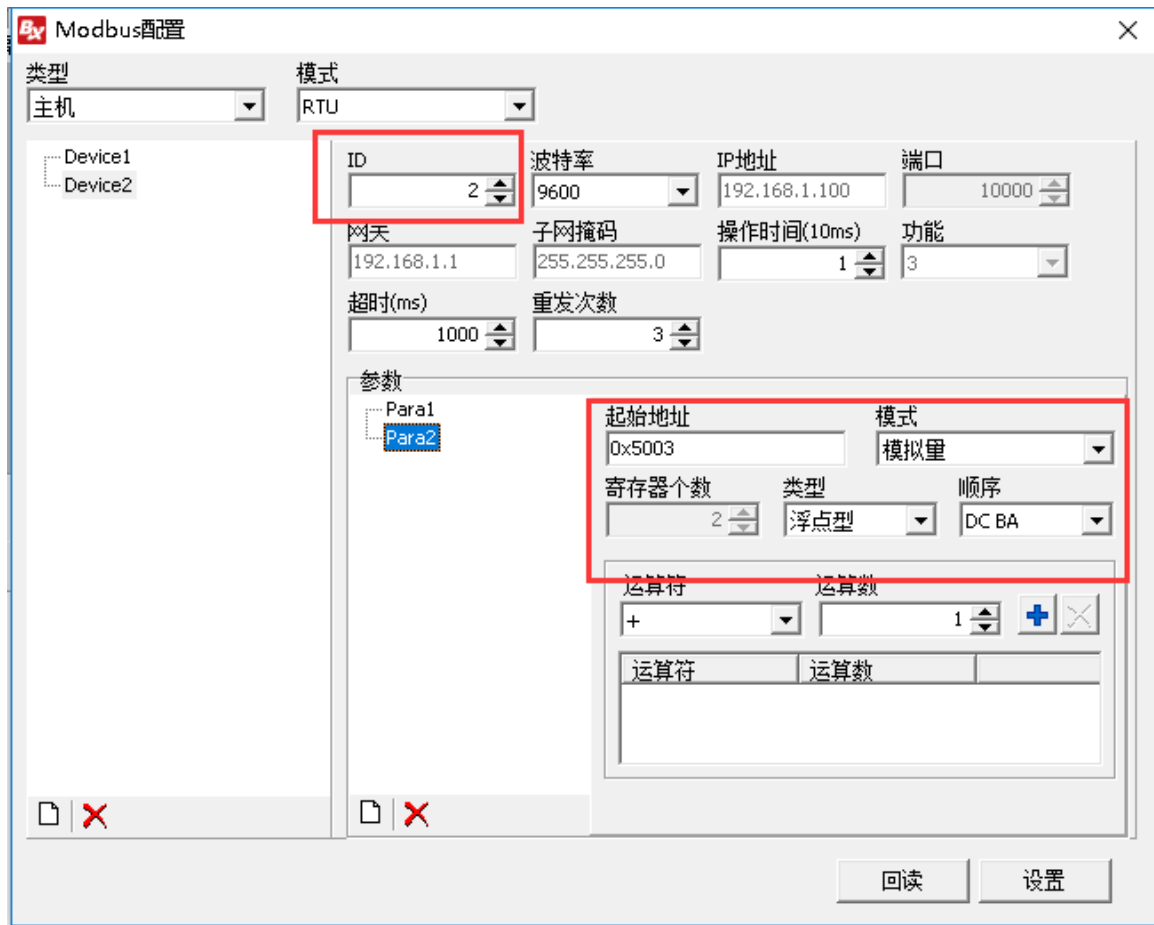 BX Modbus配置
类型 模式
主机 RTU
Device1
Device2
ID 波特率 IP地址 端口
2 9600 192.168.1.100 10000
网关 子网掩码 操作时间(10ms) 功能
192.168.1.1 255.255.255.0 1 3
超时(ms) 重发次数
1000 3
参数
Para1
Para2
起始地址 模式
0x5003 模拟量
寄存器个数 类型 顺序
2 浮点型 DC BA
运算符 运算数
+ 1
运算符 运算数
回读 设置